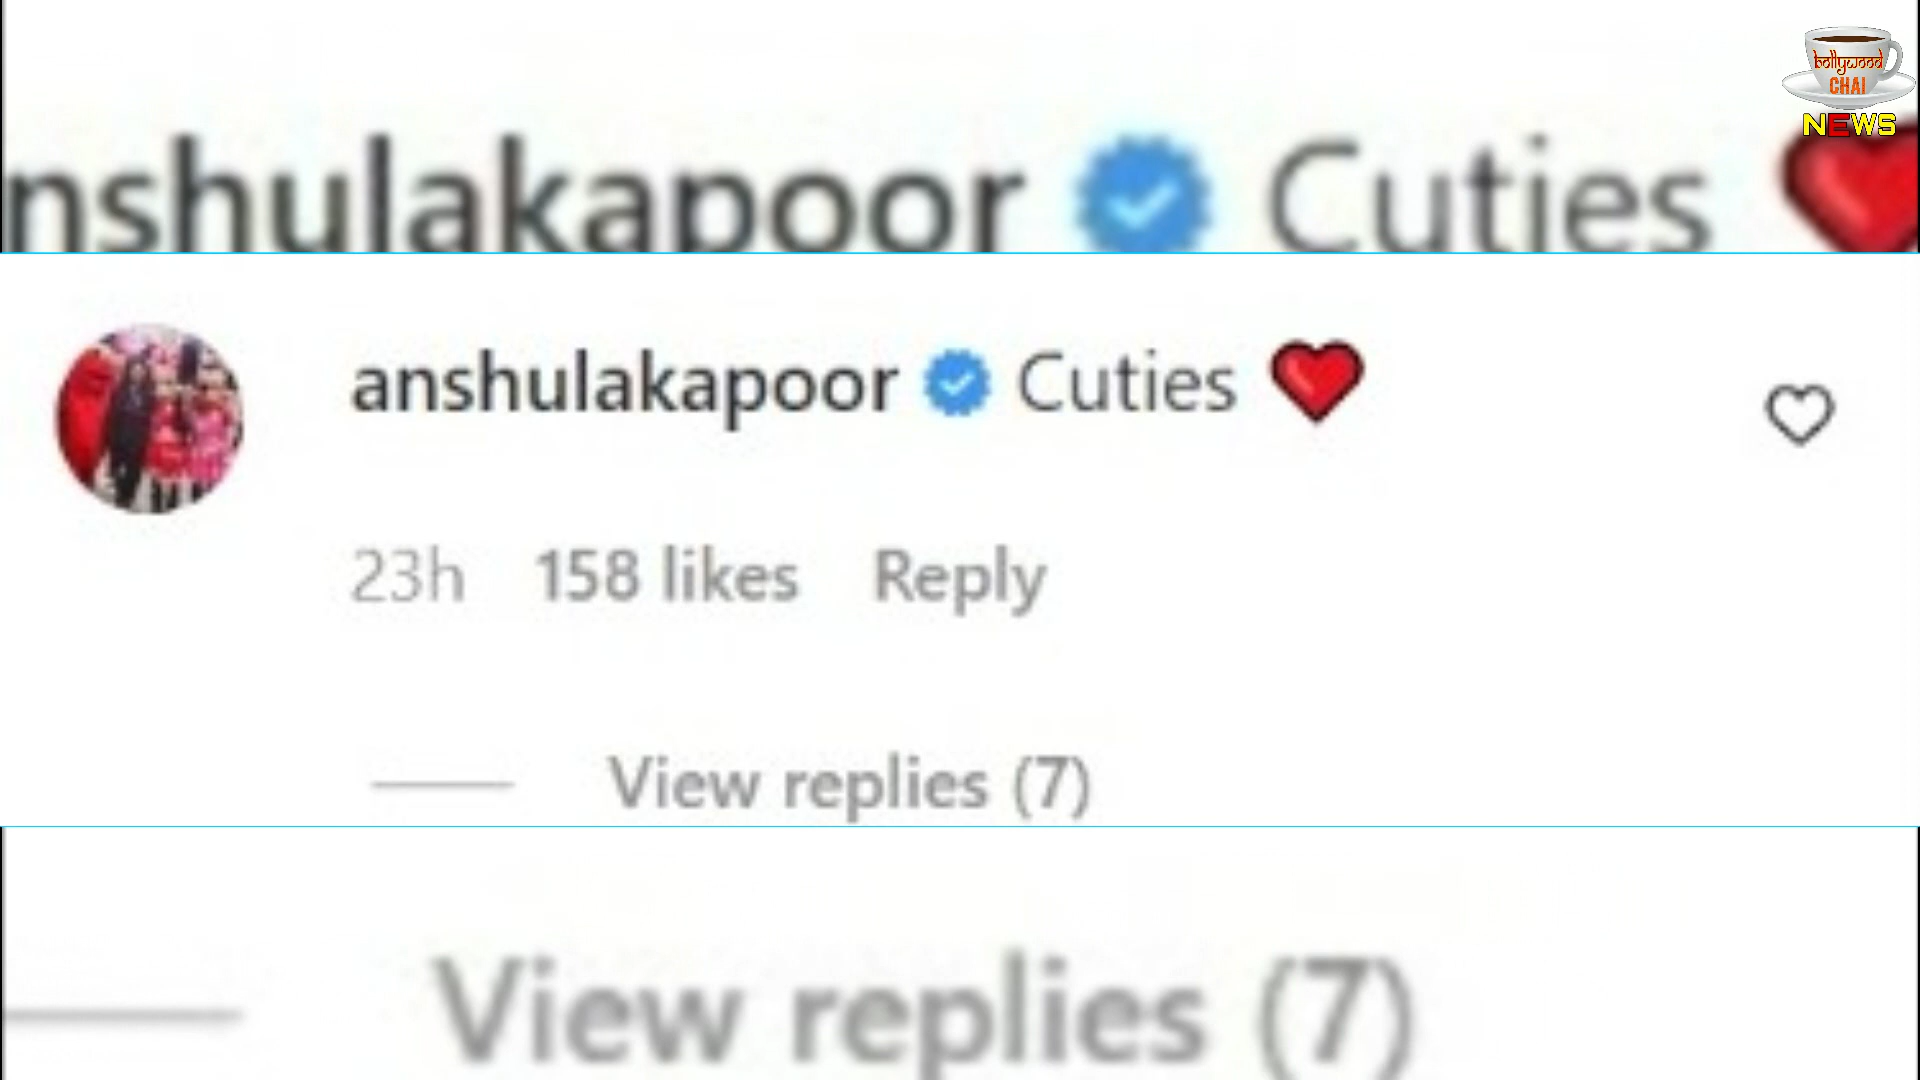 bollywood
CHAI
NEWS
nshulakapoor Cuties
anshulakapoor Cuties
23h 158 likes Reply
View replies (7)
View replies (7)